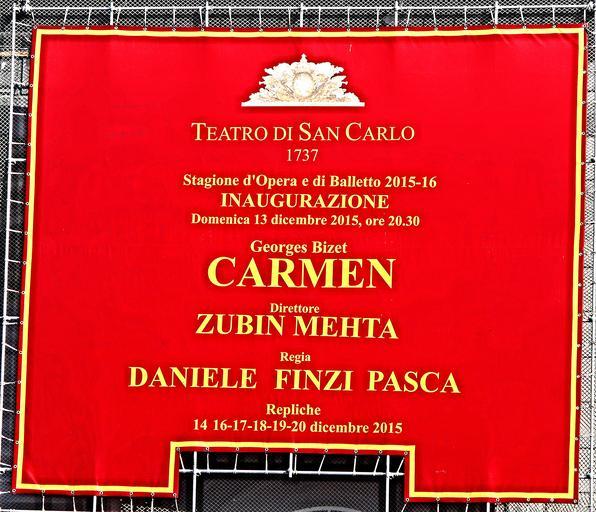 TEATRO DI SAN CARLO
1737
Stagione d'Opera e di Balletto 2015-16
INAUGURAZIONE
Domenica 13 dicembre 2015, ore 20.30
Georges Bizet
CARMEN
Direttore
ZUBIN MEHTA
Regia
DANIELE FINZI PASCA
Repliche
14 16-17-18-19-20 dicembre 2015